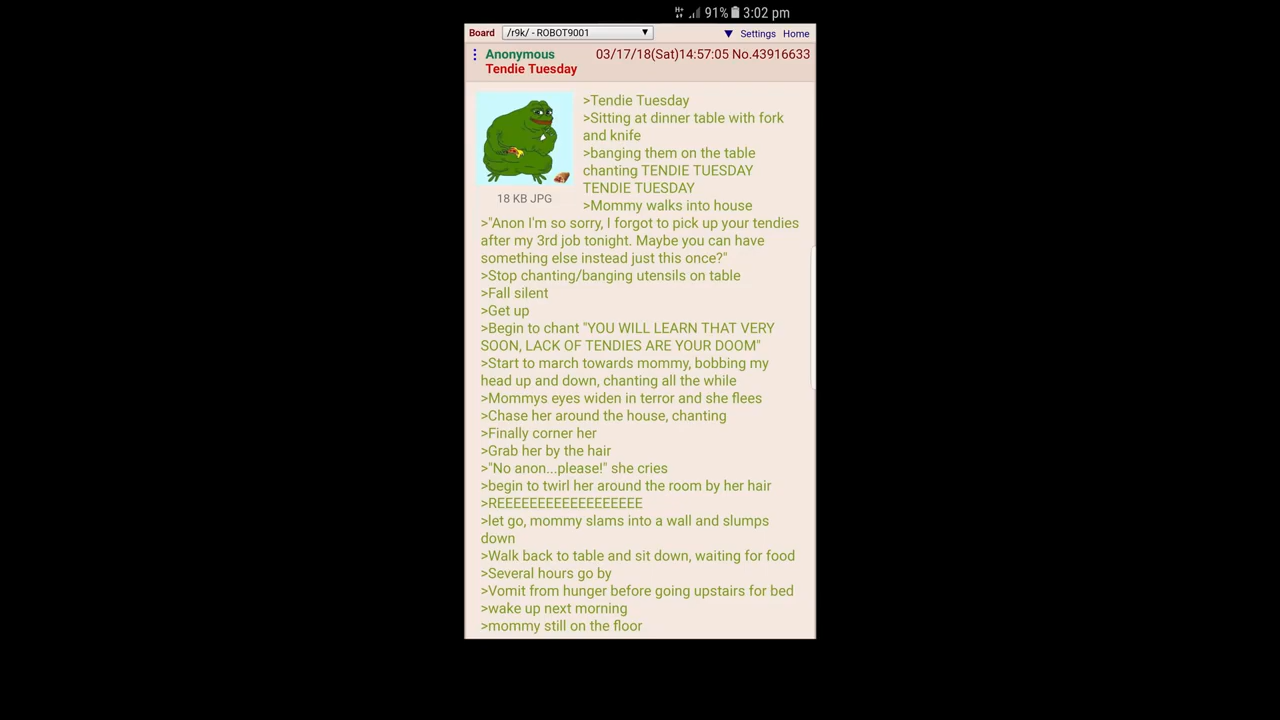 91% 3:02 pm
Board /r9k/ - ROBOT9001 ▼ ▼ Settings Home
Anonymous 03/17/18(Sat)14:57:05 No.43916633
Tendie Tuesday
>Tendie Tuesday
>Sitting at dinner table with fork
and knife
>banging them on the table
chanting TENDIE TUESDAY
TENDIE TUESDAY
18 KB JPG
>Mommy walks into house
>"Anon I'm so sorry, I forgot to pick up your tendies
after my 3rd job tonight. Maybe you can have
something else instead just this once?"
>Stop chanting/banging utensils on table
>Fall silent
>Get up
>Begin to chant "YOU WILL LEARN THAT VERY
SOON, LACK OF TENDIES ARE YOUR DOOM"
>Start to march towards mommy, bobbing my
head up and down, chanting all the while
>Mommys eyes widen in terror and she flees
>Chase her around the house, chanting
>Finally corner her
>Grab her by the hair
>"No anon...please!" she cries
>begin to twirl her around the room by her hair
>REEEEEEEEEEEEEEEEEE
>let go, mommy slams into a wall and slumps
down
>Walk back to table and sit down, waiting for food
>Several hours go by
>Vomit from hunger before going upstairs for bed
>wake up next morning
>mommy still on the floor